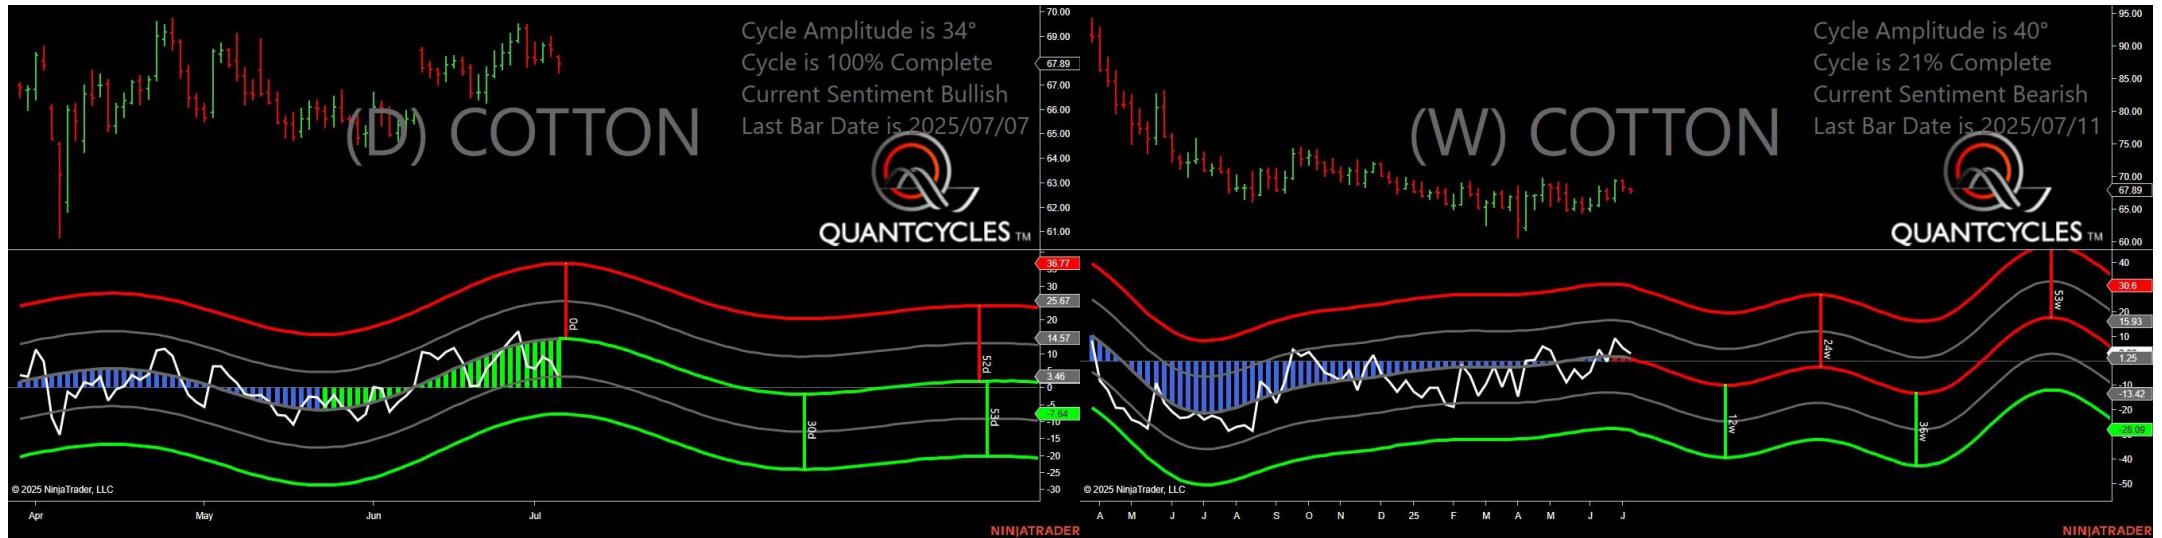 Cycle Amplitude is 34°
Cycle is 100% Complete
Current Sentiment Bullish
Last Bar Date is 2025/07/07
(D) COTTON
QUANTCYCLES TM
70.00
69.00
67.89
67.00
66.00
65.00
64.00
63.00
62.00
61.00
36.77
30
25.67
20
14.57
10
3.46
0
-5
-7.64
-10
-15
-20
-25
-30
0d
30d
52d
53d
© 2025 NinjaTrader, LLC
Apr
May
Jun
Jul
NINJATRADER
Cycle Amplitude is 40°
Cycle is 21% Complete
Current Sentiment Bearish
Last Bar Date is 2025/07/11
(W) COTTON
QUANTCYCLES TM
95.00
90.00
85.00
80.00
75.00
70.00
67.89
65.00
60.00
40
30.6
20
15.93
10
1.25
-10
-13.42
-20
-28.09
-40
-50
12w
24w
36w
53w
© 2025 NinjaTrader, LLC
A M J J A S O N D 25 F M A M J J
NINJATRADER